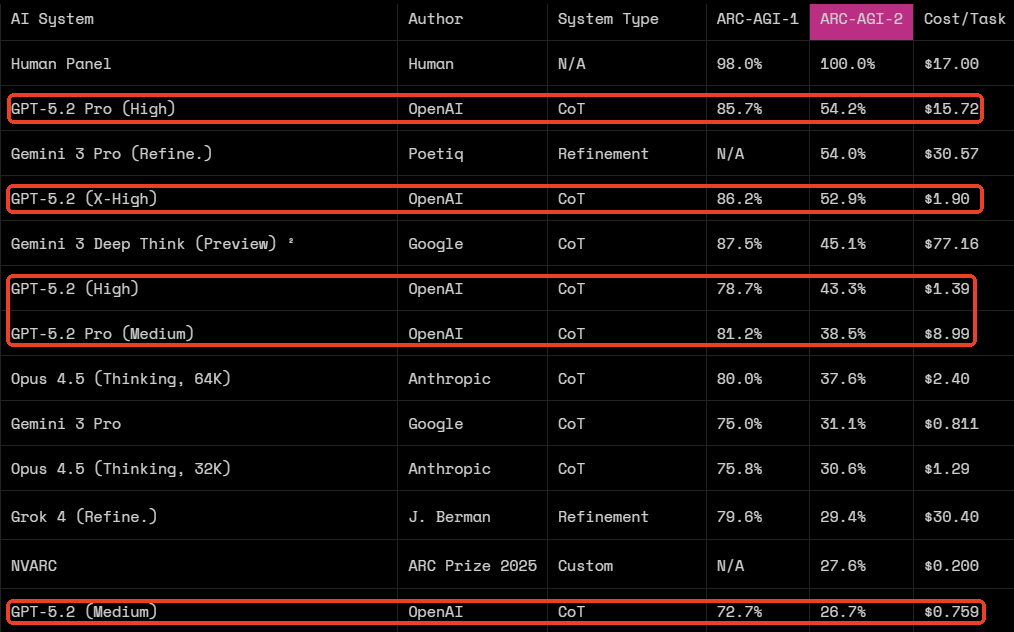 AI System Author System Type ARC-AGI-1 ARC-AGI-2 Cost/Task
Human Panel Human N/A 98.0% 100.0% $17.00
GPT-5.2 Pro (High) OpenAI CoT 85.7% 54.2% $15.72
Gemini 3 Pro (Refine.) Poetiq Refinement N/A 54.0% $30.57
GPT-5.2 (X-High) OpenAI CoT 86.2% 52.9% $1.90
Gemini 3 Deep Think (Preview) ² Google CoT 87.5% 45.1% $77.16
GPT-5.2 (High) OpenAI CoT 78.7% 43.3% $1.39
GPT-5.2 Pro (Medium) OpenAI CoT 81.2% 38.5% $8.99
Opus 4.5 (Thinking, 64K) Anthropic CoT 80.0% 37.6% $2.40
Gemini 3 Pro Google CoT 75.0% 31.1% $0.811
Opus 4.5 (Thinking, 32K) Anthropic CoT 75.8% 30.6% $1.29
Grok 4 (Refine.) J. Berman Refinement 79.6% 29.4% $30.40
NVARC ARC Prize 2025 Custom N/A 27.6% $0.200
GPT-5.2 (Medium) OpenAI CoT 72.7% 26.7% $0.759